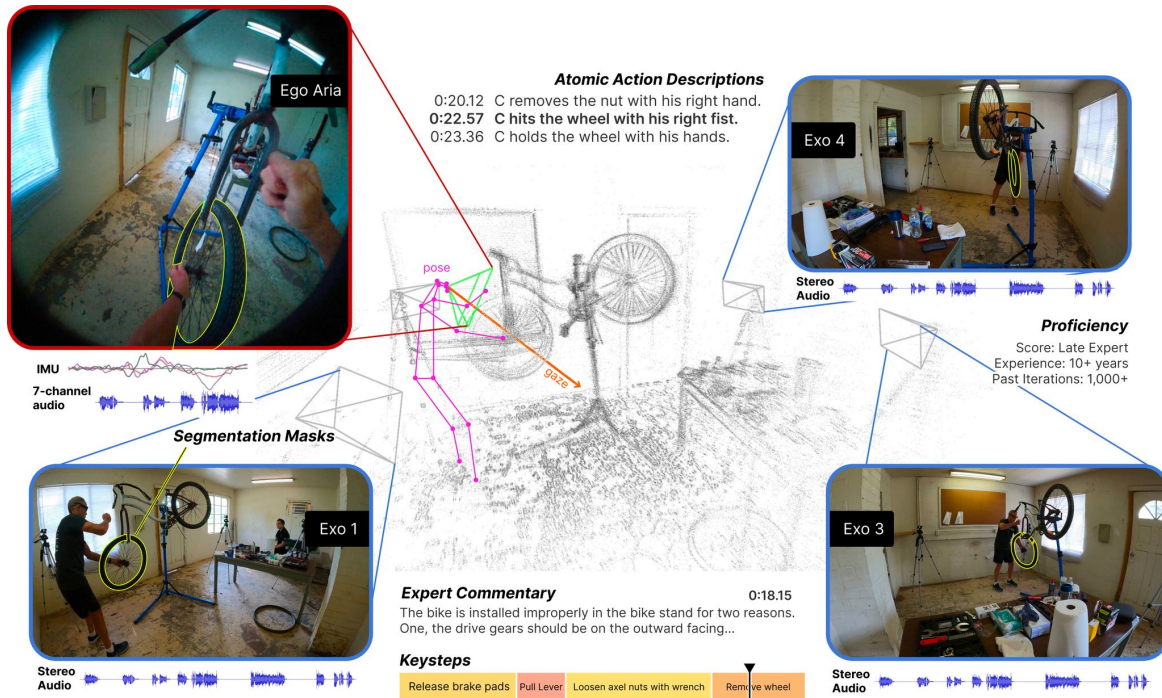 Ego Aria
Atomic Action Descriptions
0:20.12 C removes the nut with his right hand.
0:22.57 C hits the wheel with his right fist.
0:23.36 C holds the wheel with his hands.
Exo 4
Stereo
Audio
pose
gaze
Proficiency
Score: Late Expert
Experience: 10+ years
Past Iterations: 1,000+
IMU
7-channel
audio
Segmentation Masks
Exo 1
Exo 3
Stereo
Audio
Expert Commentary 0:18.15
The bike is installed improperly in the bike stand for two reasons.
One, the drive gears should be on the outward facing...
Keysteps
Release brake pads Pull Lever Loosen axel nuts with wrench Remove wheel
Stereo
Audio